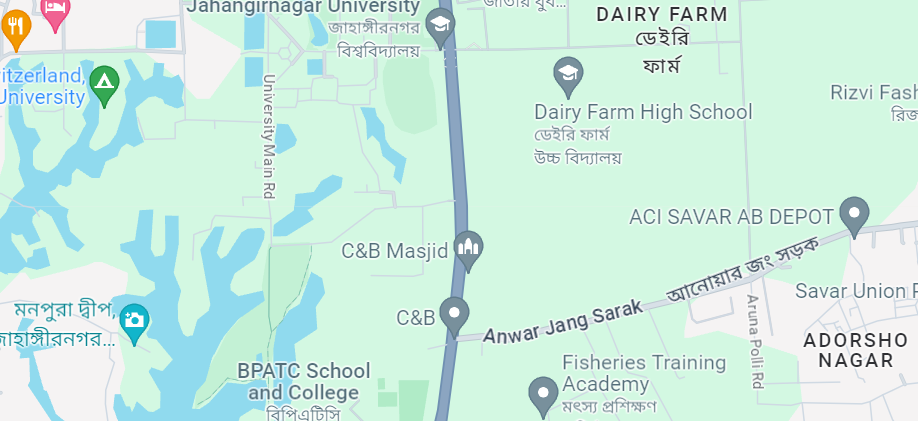 Jahangirnagar University
জাহাঙ্গীরনগর
বিশ্ববিদ্যালয়
DAIRY FARM
ডেইরি
ফার্ম
itzerland,
University
University Main Rd
Dairy Farm High School
ডেইরি ফার্ম
উচ্চ বিদ্যালয়
Rizvi Fash
ACI SAVAR AB DEPOT
C&B Masjid
আনোয়ার জং সড়ক
মনপুরা দ্বীপ,
জাহাঙ্গীরনগর...
C&B
Anwar Jang Sarak
Aruna Polli Rd
Savar Union P
ADORSHO
NAGAR
BPATC School
and College
বিপিএটিসি
Fisheries Training
Academy
মৎস্য প্রশিক্ষণ